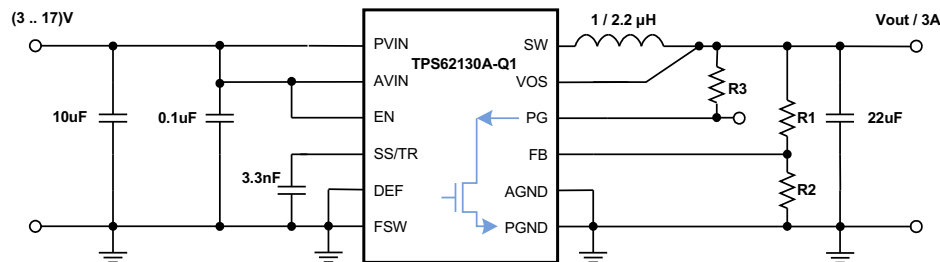 (3 .. 17)V
1 / 2.2 µH
Vout / 3A
TPS62130A-Q1
PVIN
AVIN
EN
SS/TR
DEF
FSW
SW
VOS
PG
FB
AGND
PGND
10uF
0.1uF
3.3nF
R3
R1
R2
22uF